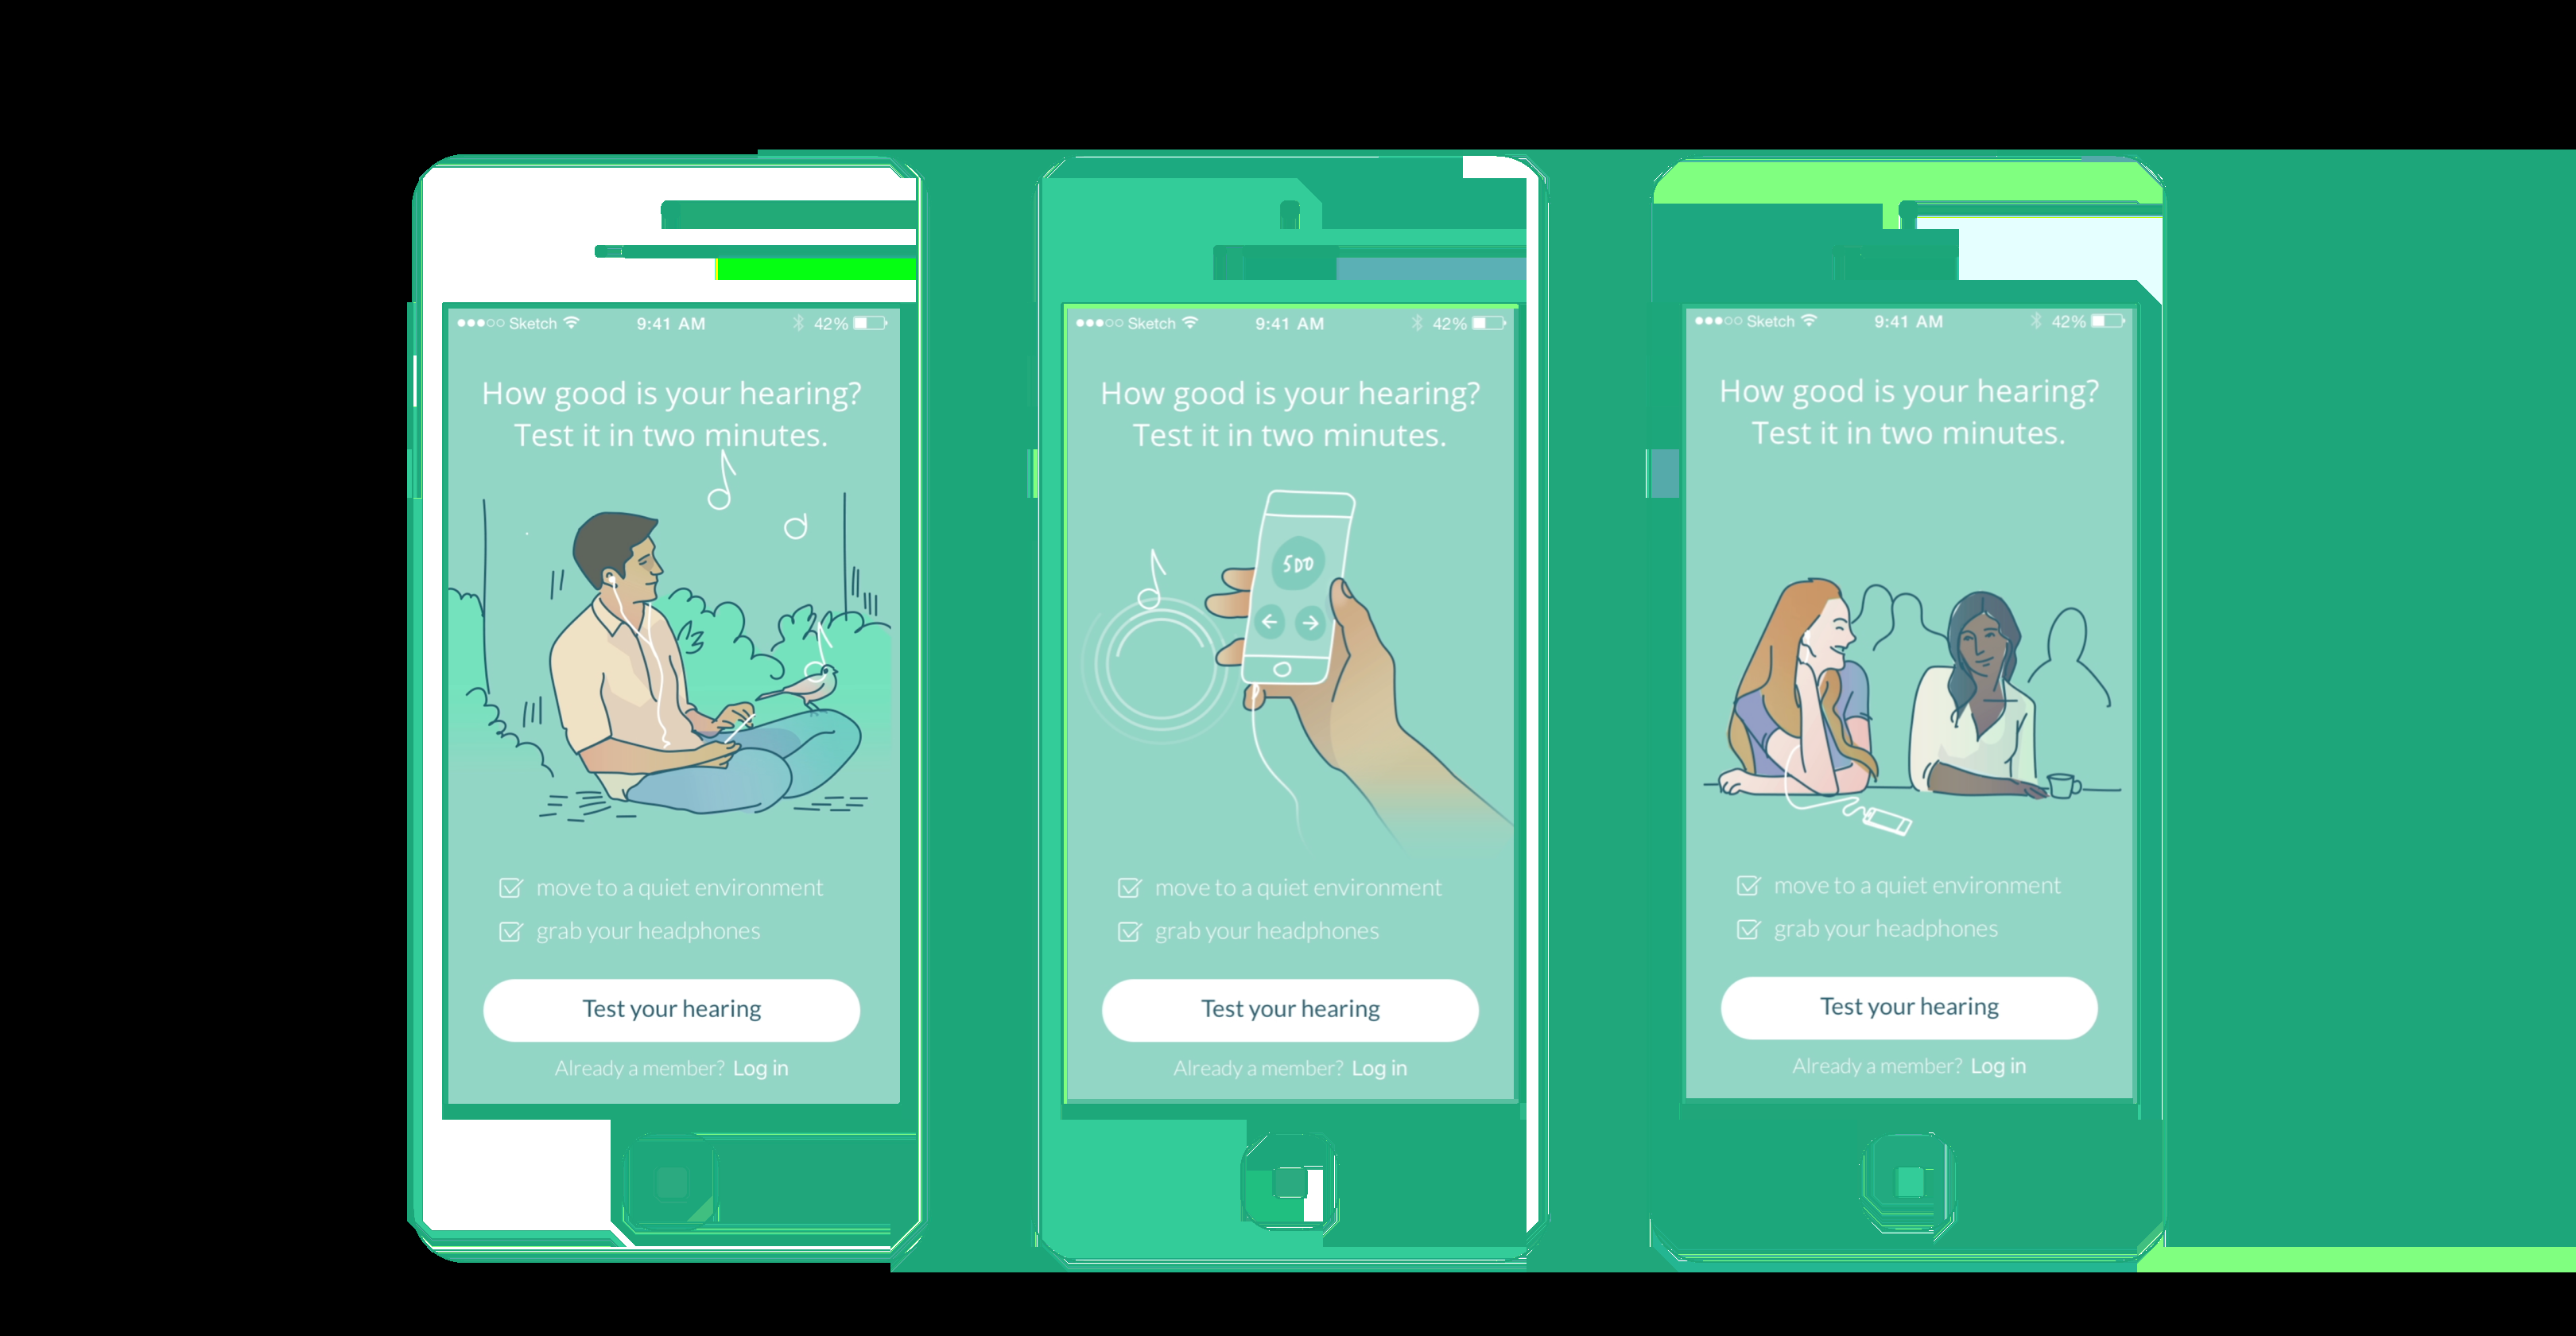 Sketch 9:41 AM 42%
How good is your hearing?
Test it in two minutes.
move to a quiet environment
grab your headphones
Test your hearing
Already a member? Log in
Sketch 9:41 AM 42%
How good is your hearing?
Test it in two minutes.
500
move to a quiet environment
grab your headphones
Test your hearing
Already a member? Log in
Sketch 9:41 AM 42%
How good is your hearing?
Test it in two minutes.
move to a quiet environment
grab your headphones
Test your hearing
Already a member? Log in